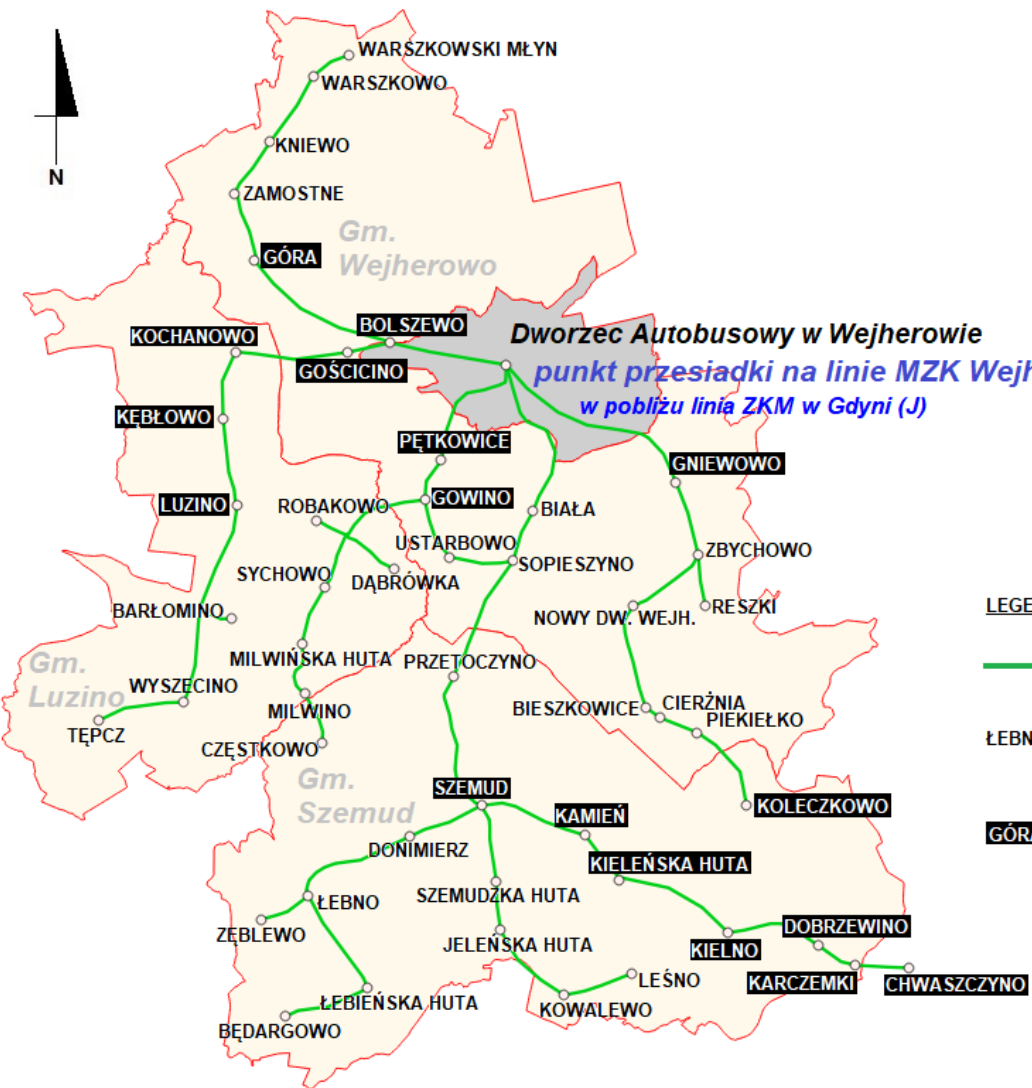 WARSZKOWSKI MŁYN
WARSZKOWO
KNIEWO
N
ZAMOSTNE
Gm.
Wejherowo
GÓRA
BOLSZEWO
KOCHANOWO
Dworzec Autobusowy w Wejherowie
GOŚCICINO
punkt przesiadki na linie MZK Wejh
w pobliżu linia ZKM w Gdyni (J)
KĘBŁOWO
PĘTKOWICE
GNIEWOWO
LUZINO
ROBAKOWO
GOWINO
BIAŁA
USTARBOWO
ZBYCHOWO
SOPIESZYNO
SYCHOWO
DĄBRÓWKA
BARŁOMINO
NOWY DW. WEJH.
RESZKI
LEGE
MILWIŃSKA HUTA
PRZETOCZYNO
Gm.
Luzino
WYSZECINO
MILWINO
BIESZKOWICE
CIERŻNIA
PIEKIEŁKO
TĘPCZ
CZĘSTKOWO
ŁEBN
Gm.
Szemud
SZEMUD
KAMIEŃ
KOLECZKOWO
GÓRA
DONIMIERZ
KIELEŃSKA HUTA
SZEMUDZKA HUTA
ŁEBNO
ZĘBLEWO
DOBRZEWINO
JELEŃSKA HUTA
KIELNO
LEŚNO
KARCZEMKI
CHWASZCZYNO
ŁEBIEŃSKA HUTA
KOWALEWO
BĘDARGOWO